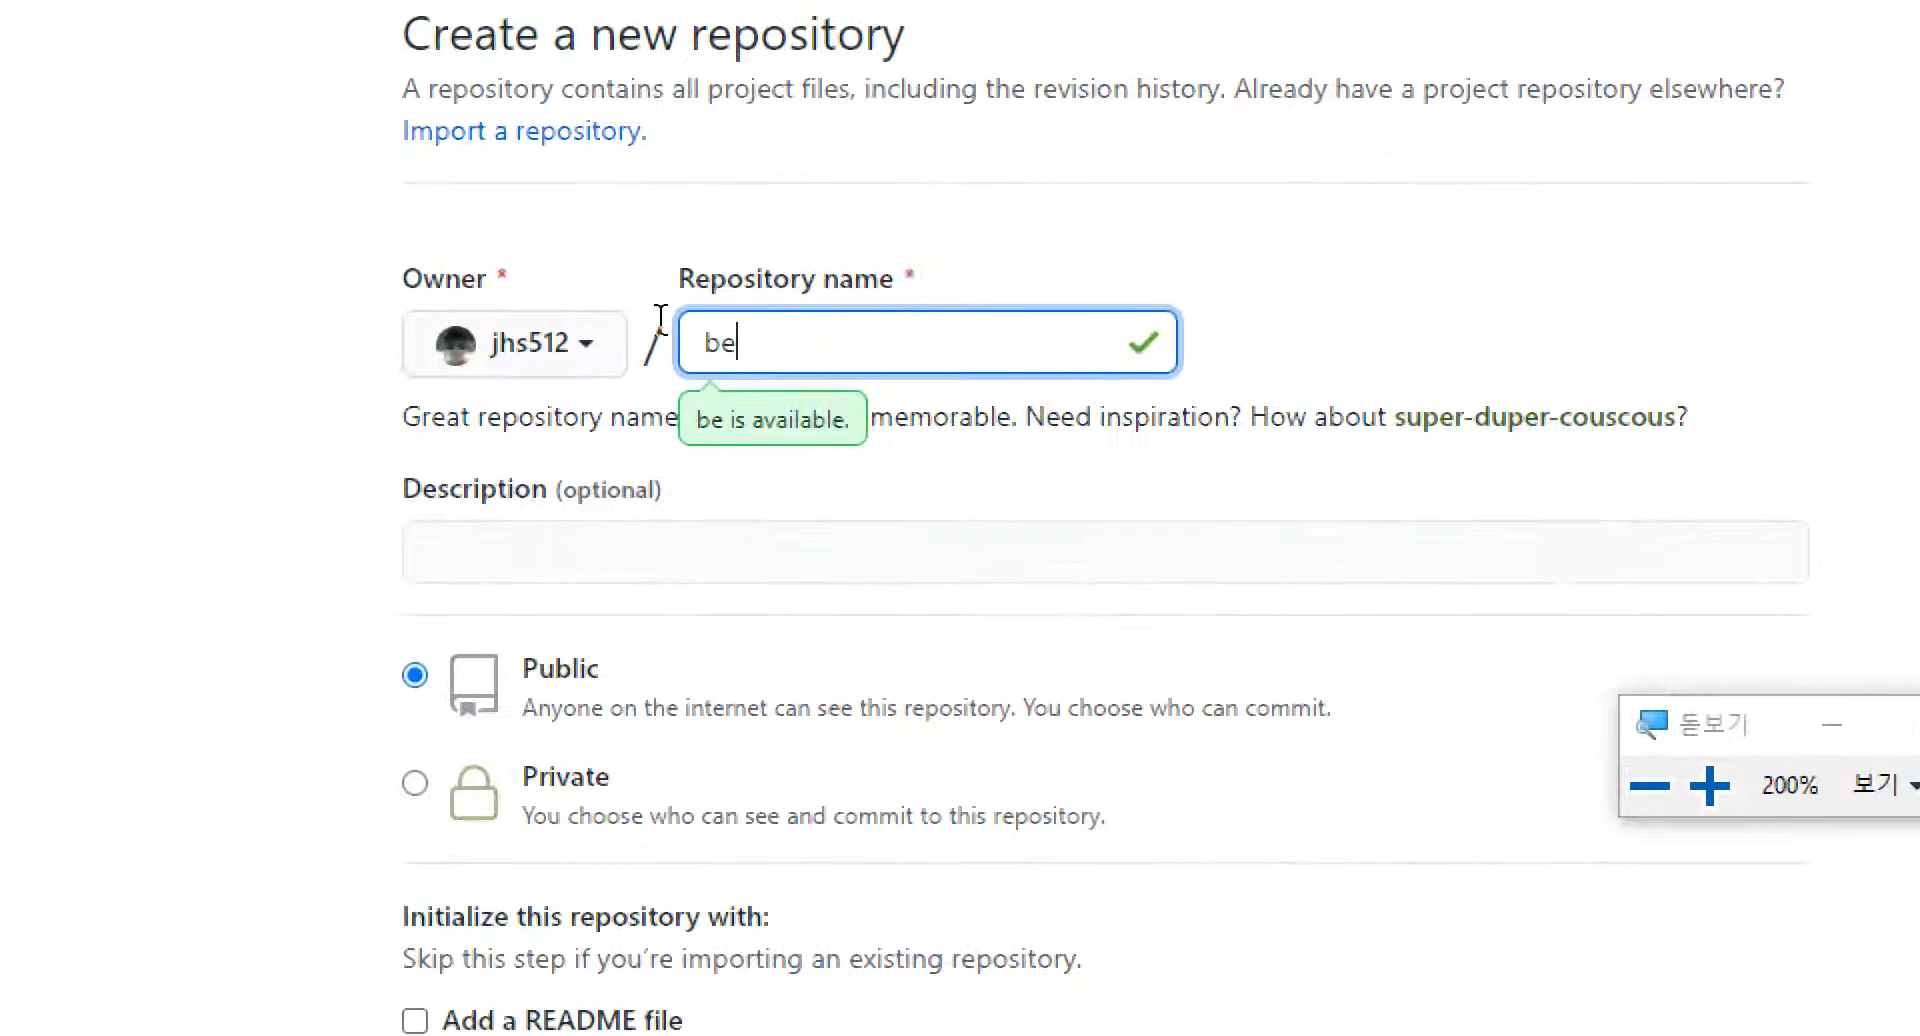 Create a new repository
A repository contains all project files, including the revision history. Already have a project repository elsewhere?
Import a repository.
Owner *
Repository name *
jhs512
/
be
Great repository name
be is available.
memorable. Need inspiration? How about super-duper-couscous?
Description (optional)
Public
Anyone on the internet can see this repository. You choose who can commit.
돋보기
200% 보기
Private
You choose who can see and commit to this repository.
Initialize this repository with:
Skip this step if you’re importing an existing repository.
Add a README file